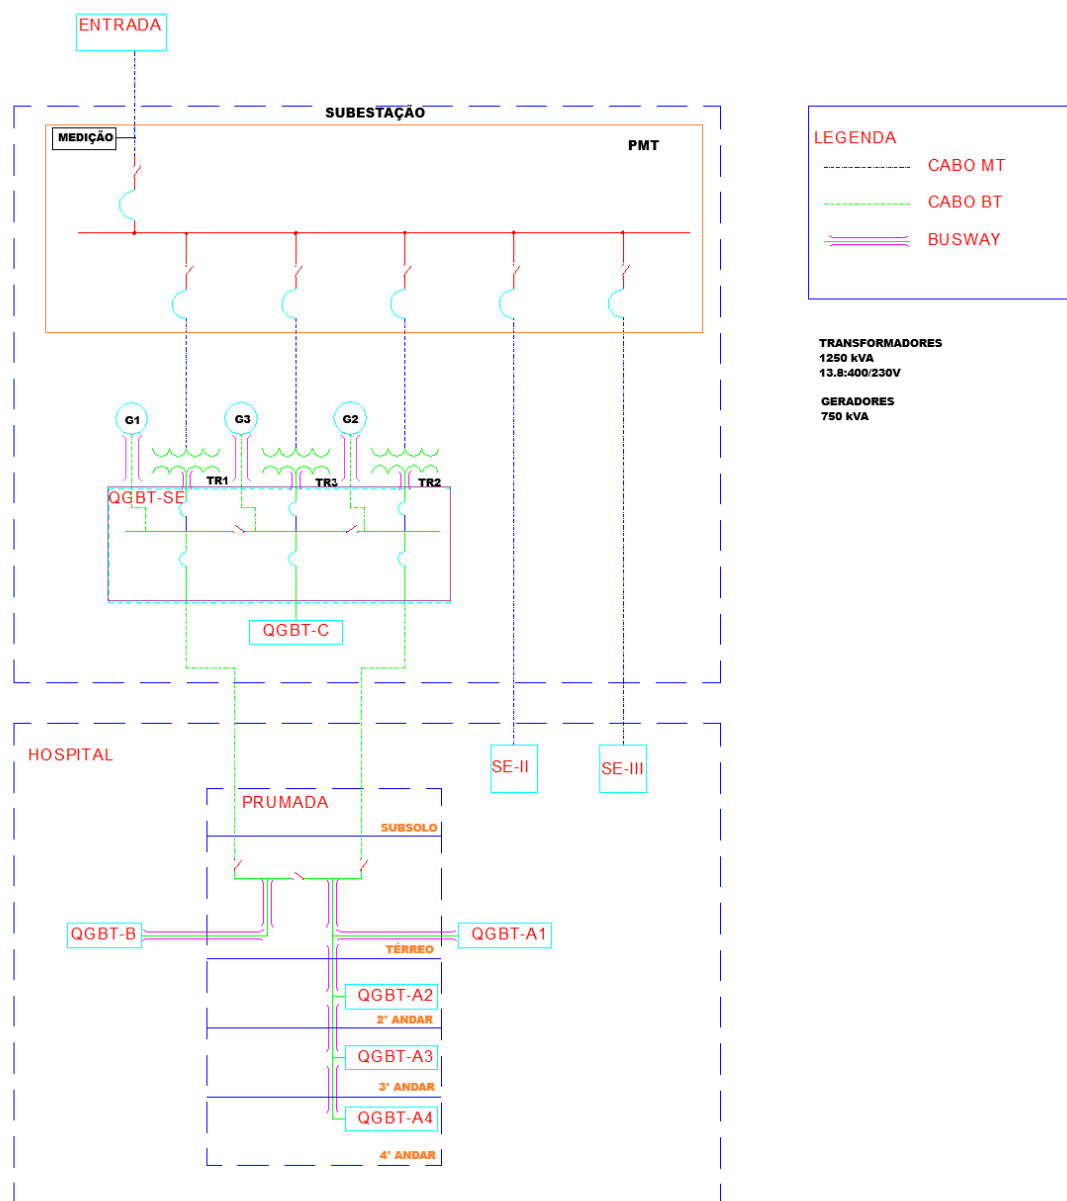 ENTRADA
SUBESTAÇÃO
MEDIÇÃO
PMT
LEGENDA
CABO MT
CABO BT
BUSWAY
TRANSFORMADORES
1250 kVA
13.8:400/230V
GERADORES
750 kVA
G1
G3
G2
TR1
TR3
TR2
QGBT-SE
QGBT-C
HOSPITAL
SE-II
SE-III
PRUMADA
SUBSOLO
QGBT-B
QGBT-A1
TÉRREO
QGBT-A2
2° ANDAR
QGBT-A3
3° ANDAR
QGBT-A4
4° ANDAR